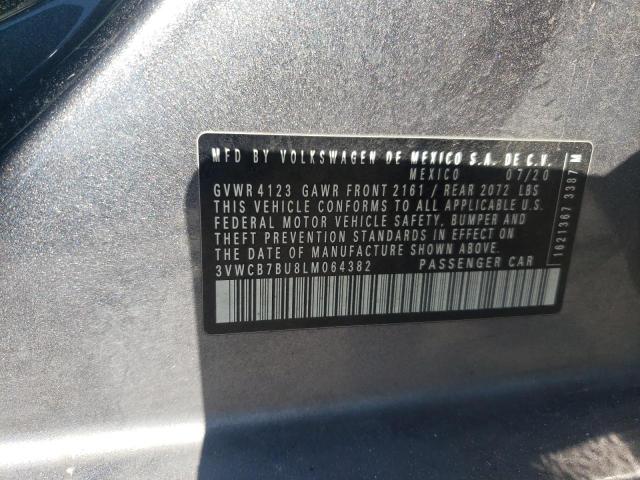 MFD BY VOLKSWAGEN DE MEXICO S.A. DE C.V.
MEXICO 07/20
GVWR 4123 GAWR FRONT 2161 / REAR 2072 LBS
THIS VEHICLE CONFORMS TO ALL APPLICABLE U.S.
FEDERAL MOTOR VEHICLE SAFETY, BUMPER AND
THEFT PREVENTION STANDARDS IN EFFECT ON
THE DATE OF MANUFACTURE SHOWN ABOVE.
3VWCB7BU8LM064382 PASSENGER CAR
1621367 3387 M